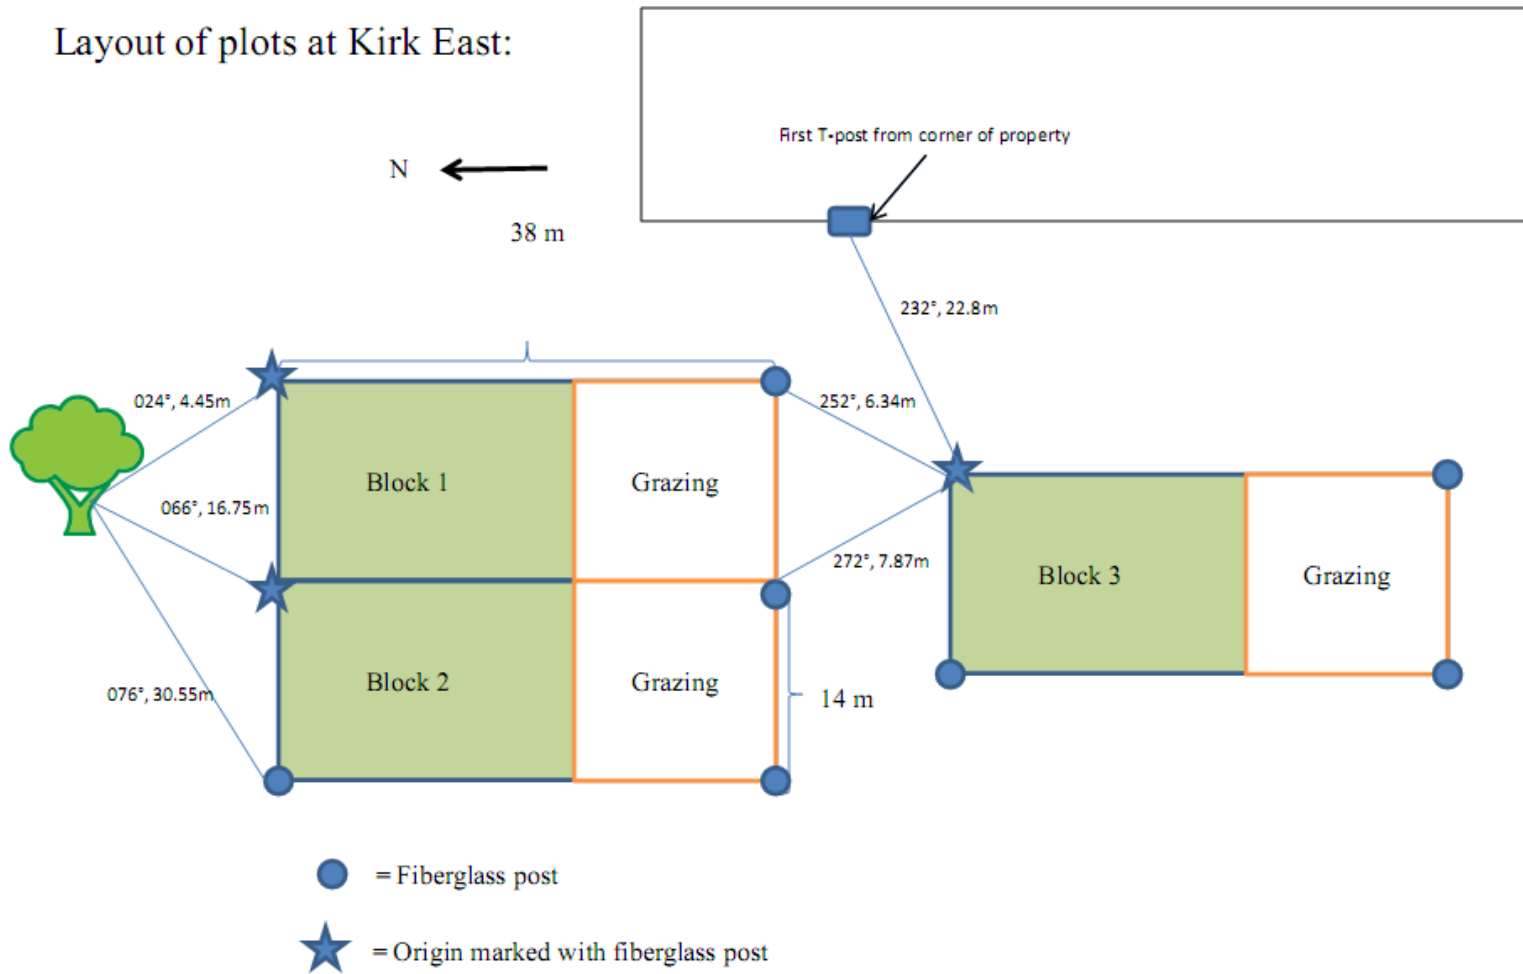 Layout of plots at Kirk East:
First T-post from corner of property
N
38 m
232°, 22.8m
024°, 4.45m
252°, 6.34m
Block 1
Grazing
066°, 16.75m
272°, 7.87m
Block 3
Grazing
Block 2
Grazing
076°, 30.55m
14 m
= Fiberglass post
= Origin marked with fiberglass post